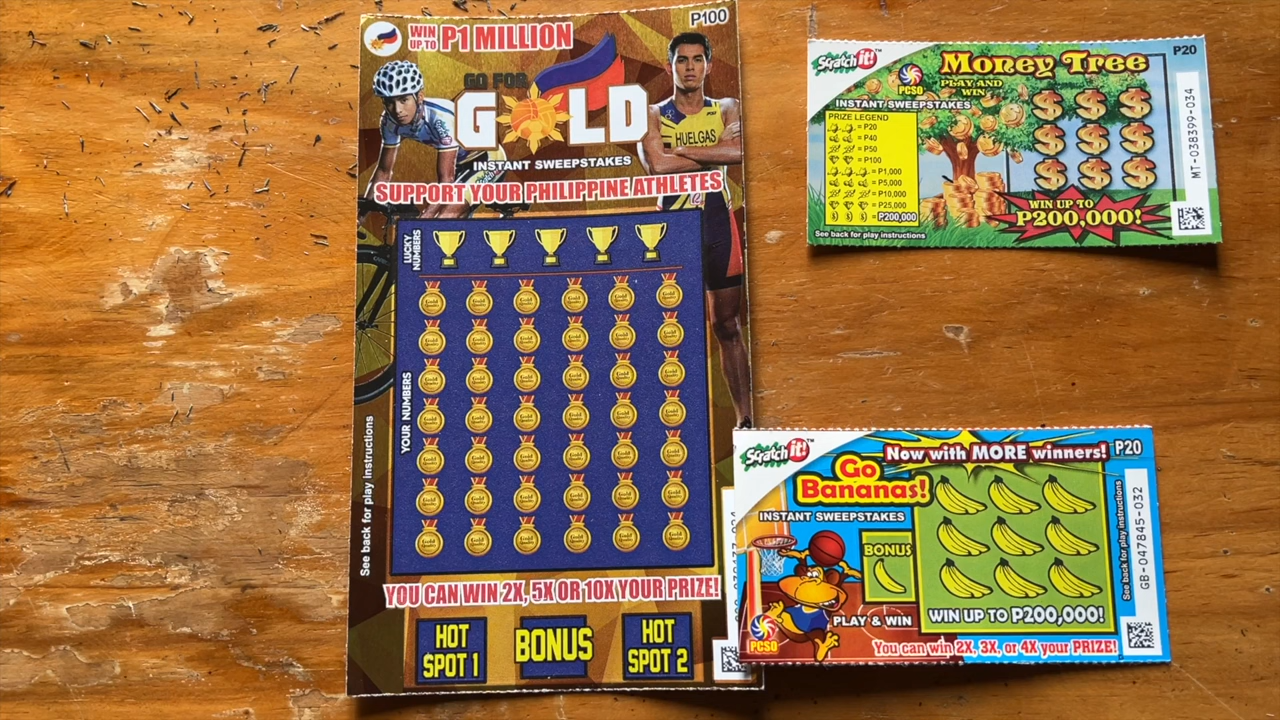 WIN UP TO P1 MILLION
P100
GO FOR
GOLD
HUELGAS
INSTANT SWEEPSTAKES
SUPPORT YOUR PHILIPPINE ATHLETES
LUCKY NUMBERS
YOUR NUMBERS
See back for play instructions
YOU CAN WIN 2X, 5X OR 10X YOUR PRIZE!
HOT SPOT 1
BONUS
HOT SPOT 2
Scratch it!™
PCSO
Money Tree
P20
PLAY AND WIN
INSTANT SWEEPSTAKES
PRIZE LEGEND
= P20
= P40
= P50
= P100
= P1,000
= P5,000
= P10,000
= P25,000
= P200,000
See back for play instructions
WIN UP TO
P200,000!
MT-038399-034
Scratch it!™
Now with MORE winners!
P20
Go
Bananas!
INSTANT SWEEPSTAKES
BONUS
PLAY & WIN
PCSO
WIN UP TO P200,000!
You can win 2X, 3X, or 4X your PRIZE!
See back for play instructions
GB-047845-032